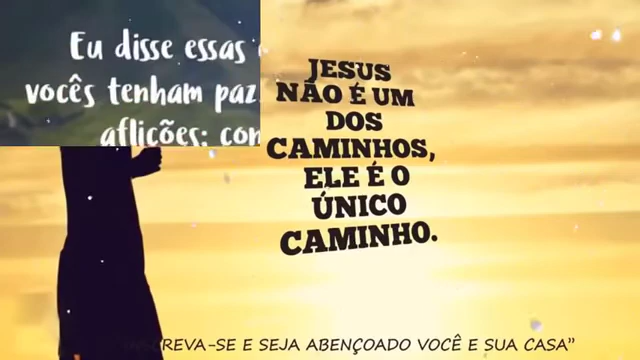 Eu disse essas
vocês tenham paz
aflições; con
JESUS
NÃO É UM
DOS
CAMINHOS,
ELE É O
ÚNICO
CAMINHO.
SCREVA-SE E SEJA ABENÇOADO VOCÊ E SUA CASA”